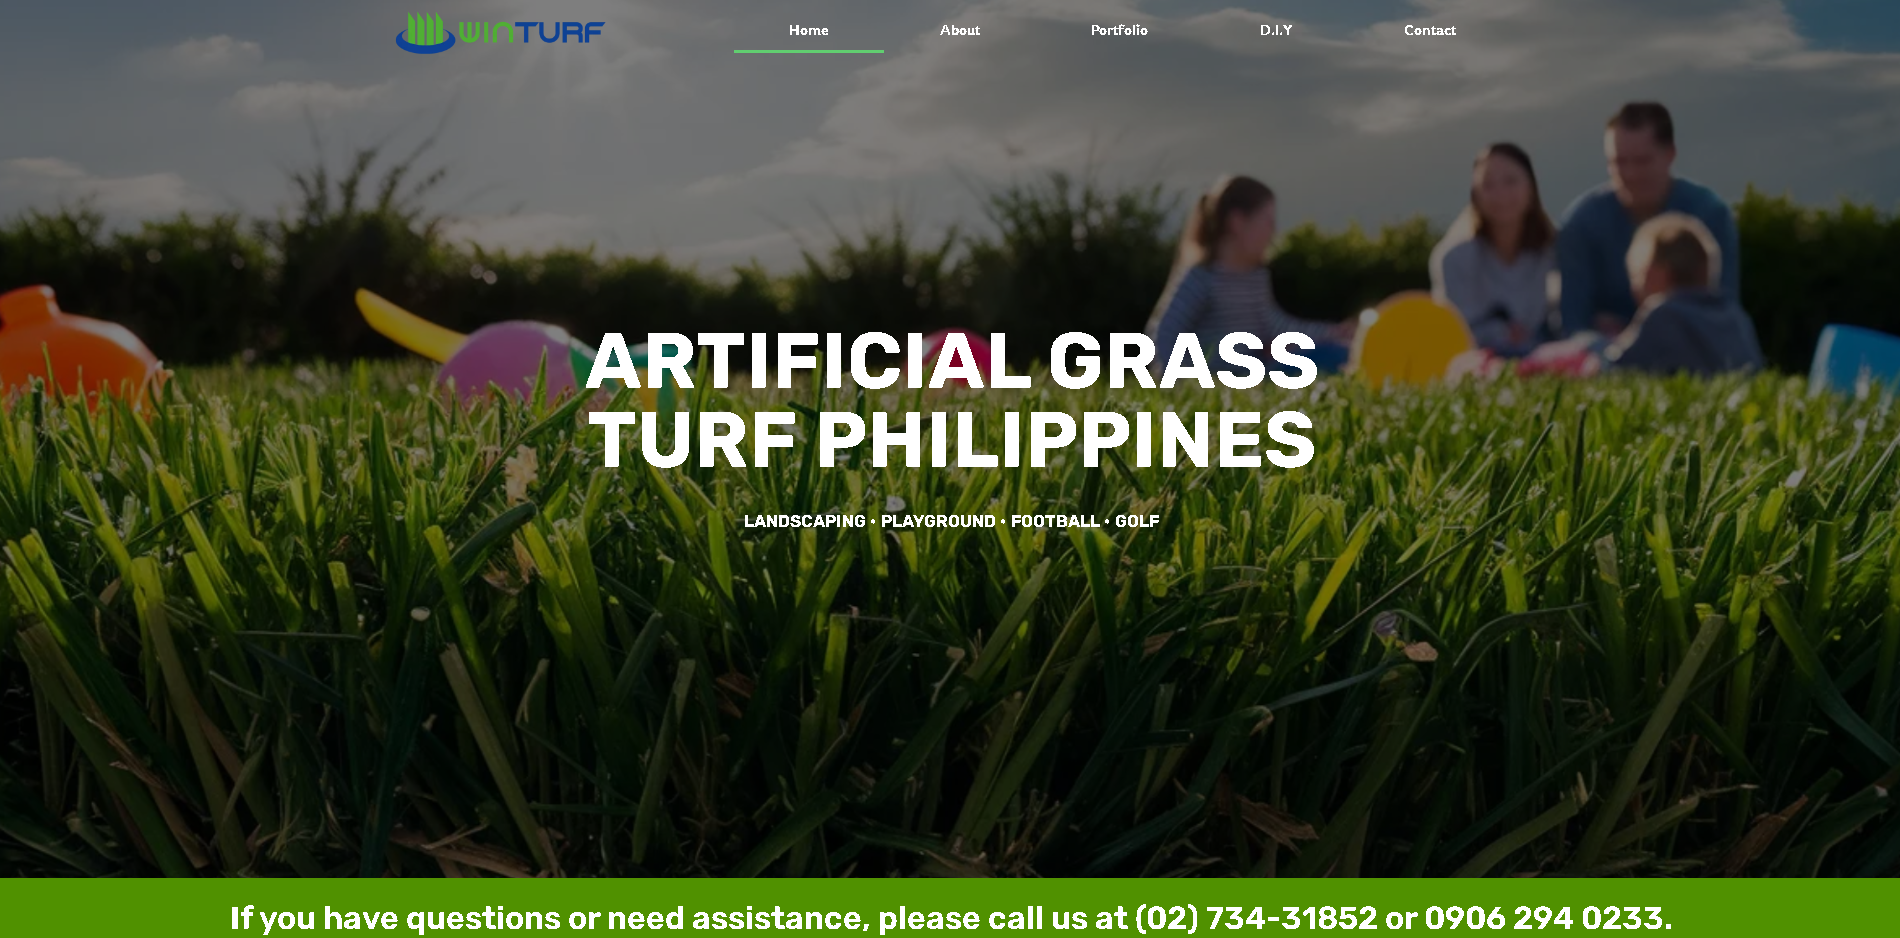 WINTURF
Home About Portfolio D.I.Y Contact
ARTIFICIAL GRASS
TURF PHILIPPINES
LANDSCAPING • PLAYGROUND • FOOTBALL • GOLF
If you have questions or need assistance, please call us at (02) 734-31852 or 0906 294 0233.